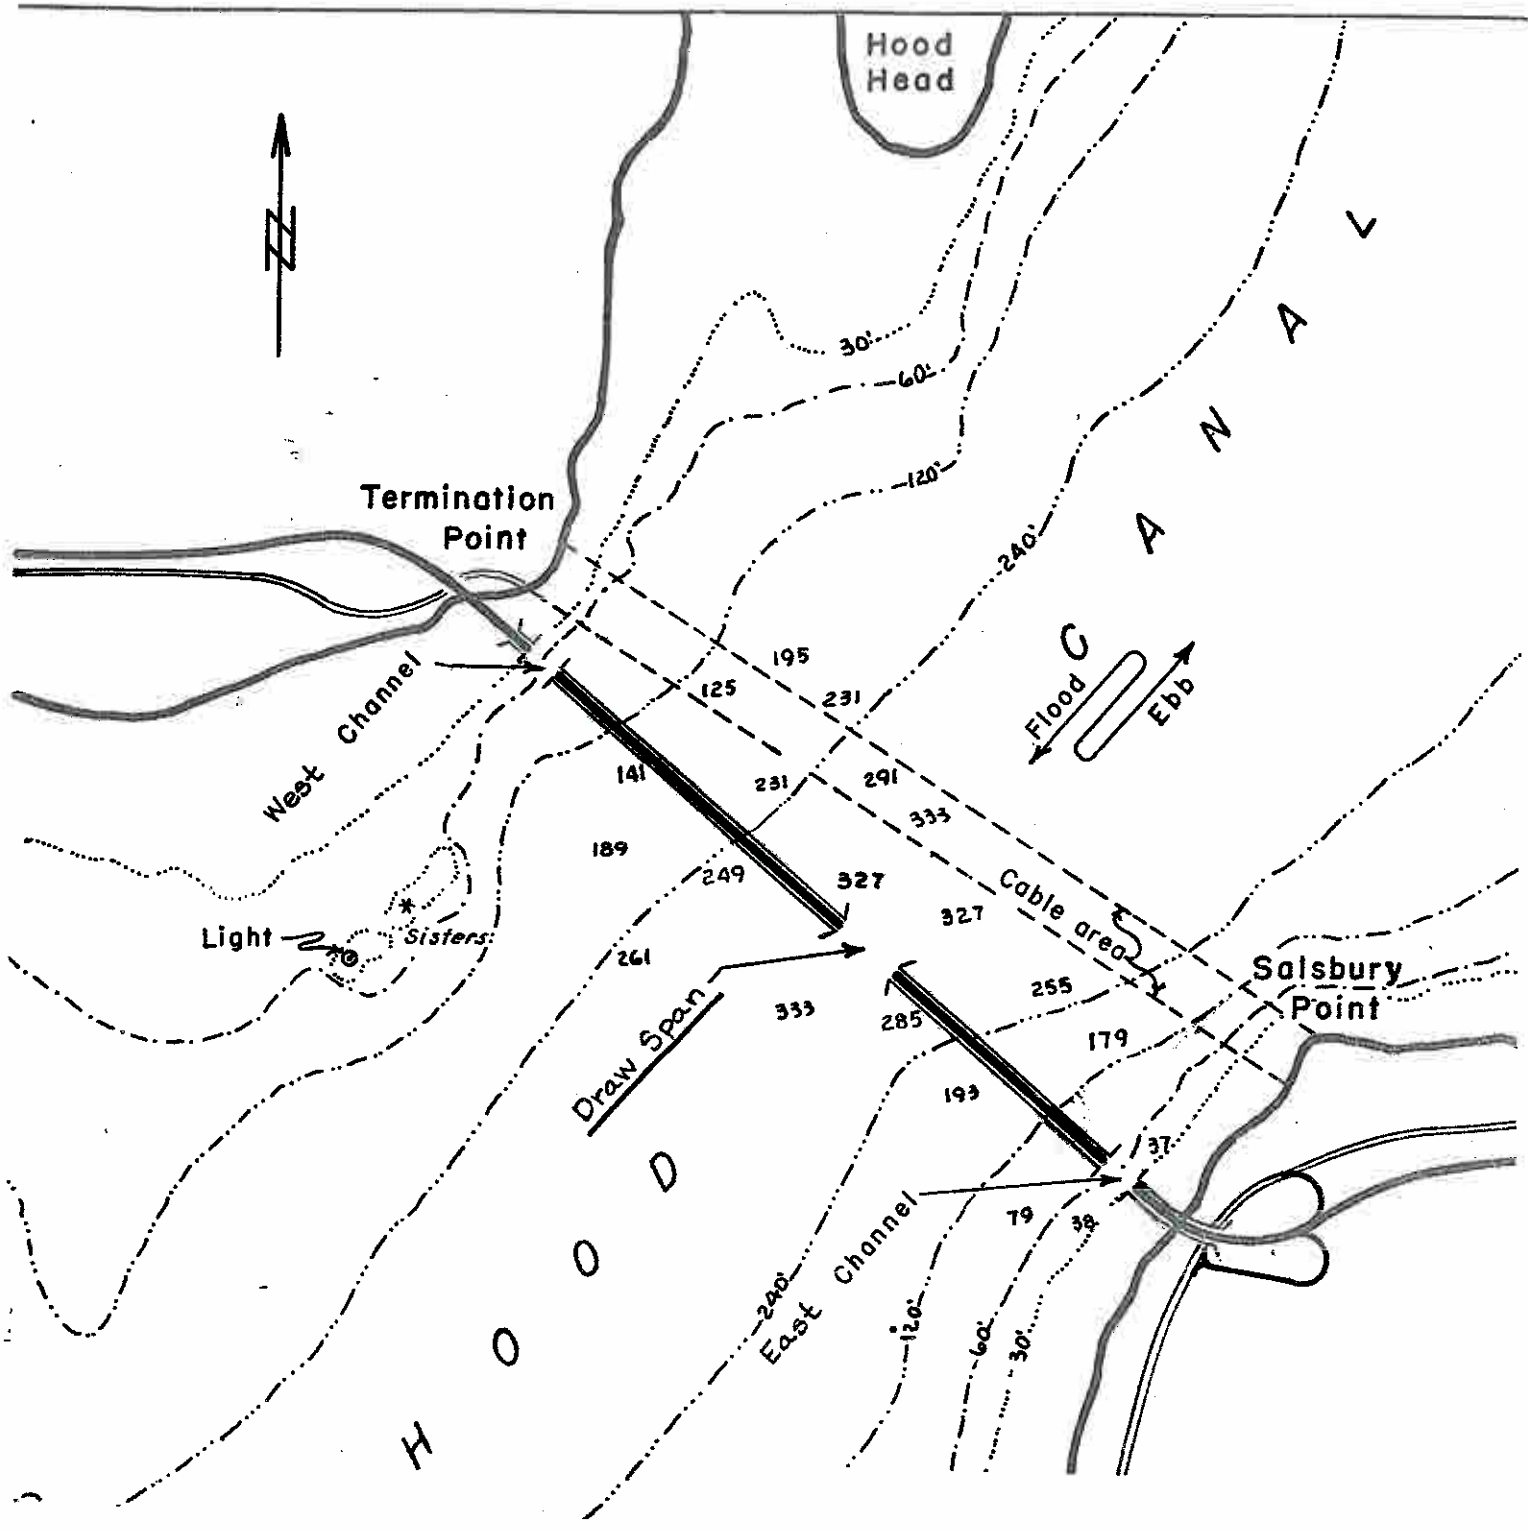 Hood
Head
N
30'
60'
120'
240'
Termination
Point
195
125
231
Flood
Ebb
West Channel
141
231
291
333
189
249
327
327
Cable area
Light
Sisters
261
Draw Span
333
285
255
Salsbury
Point
179
193
37
79
38
East Channel
240'
120'
60'
30'
HOOD CANAL